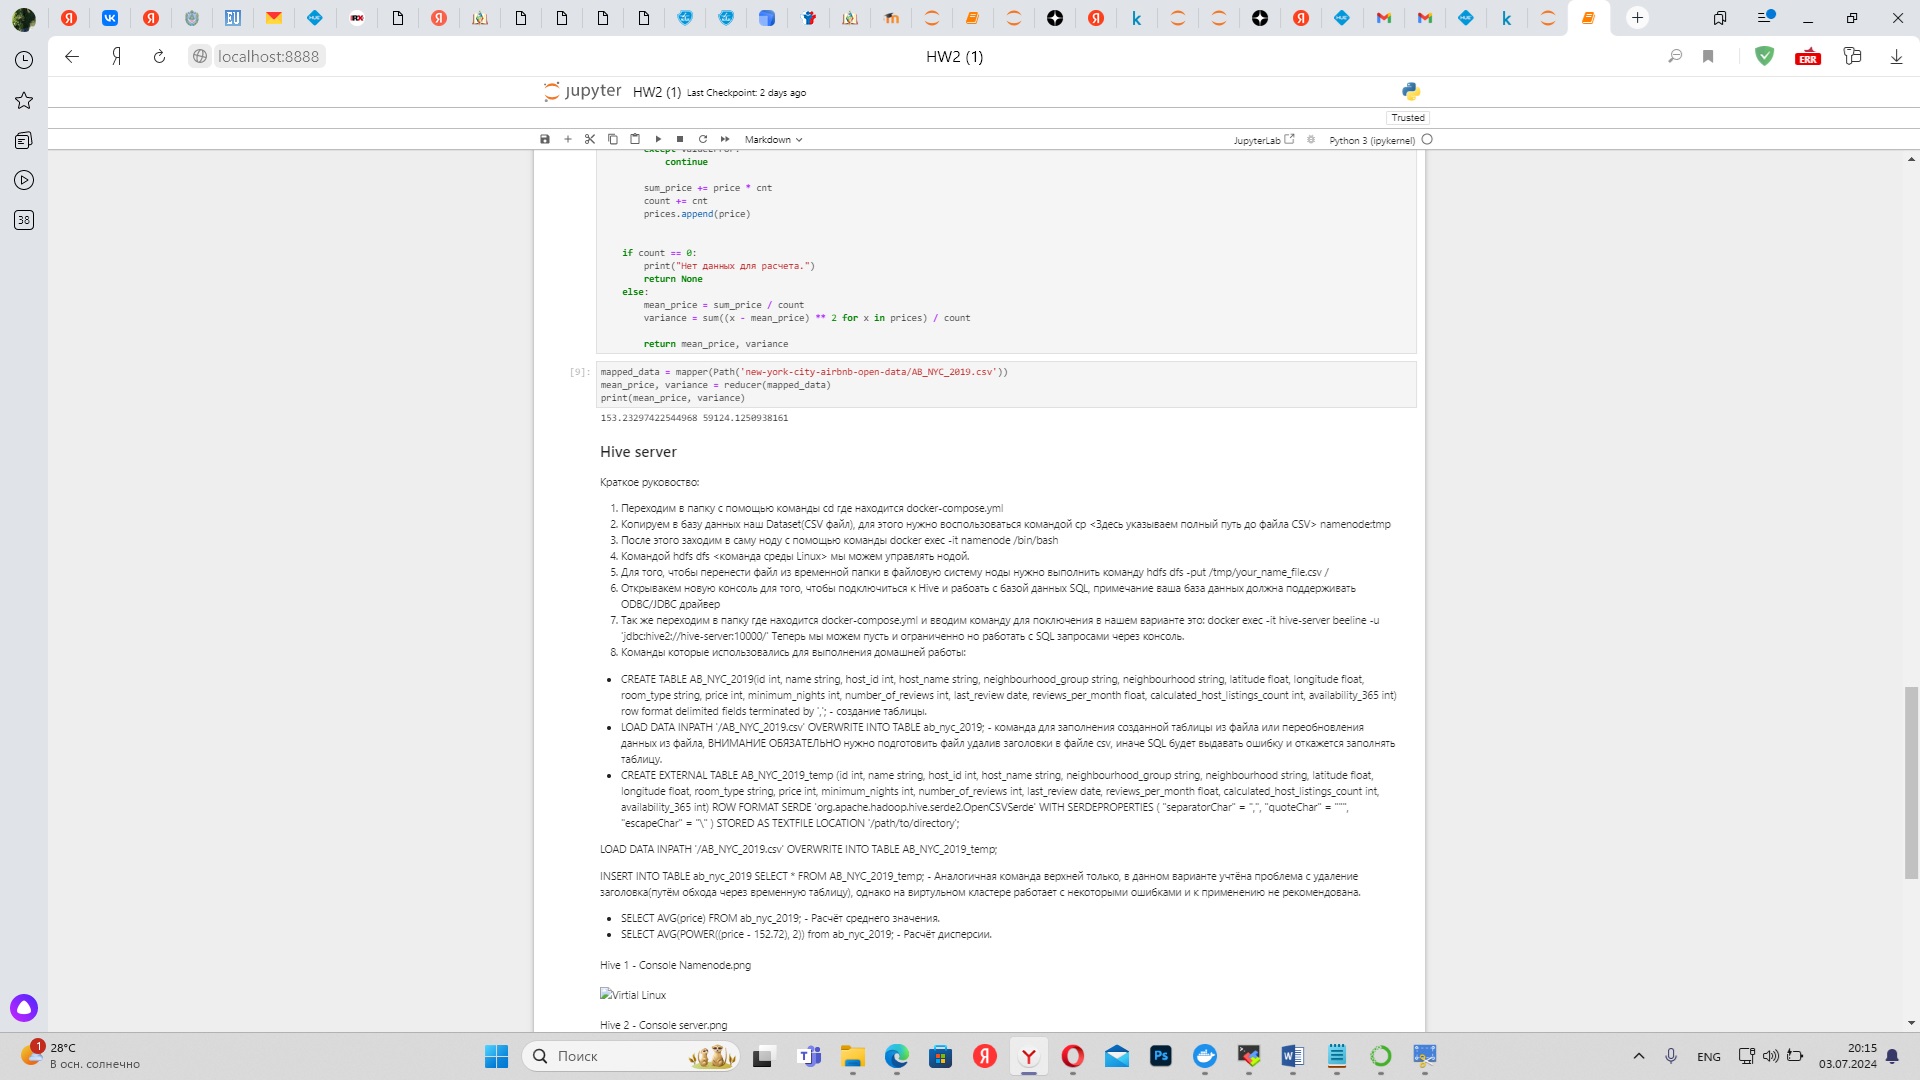 localhost:8888
HW2 (1)
ERR
38
jupyter HW2 (1) Last Checkpoint: 2 days ago
Trusted
Markdown
JupyterLab
Python 3 (ipykernel)
continue
sum_price += price * cnt
count += cnt
prices.append(price)
if count == 0:
print("Нет данных для расчета.")
return None
else:
mean_price = sum_price / count
variance = sum((x - mean_price) ** 2 for x in prices) / count
return mean_price, variance
[9]: mapped_data = mapper(Path('new-york-city-airbnb-open-data/AB_NYC_2019.csv'))
mean_price, variance = reducer(mapped_data)
print(mean_price, variance)
153.23297422544968 59124.1250938161
Hive server
Краткое руковоство:
1. Переходим в папку с помощью команды cd где находится docker-compose.yml
2. Копируем в базу данных наш Dataset(CSV файл), для этого нужно воспользоваться командой cp <Здесь указываем полный путь до файла CSV> namenode:tmp
3. После этого заходим в саму ноду с помощью команды docker exec -it namenode /bin/bash
4. Командой hdfs dfs <команда среды Linux> мы можем управлять нодой.
5. Для того, чтобы перенести файл из временной папки в файловую систему ноды нужно выполнить команду hdfs dfs -put /tmp/your_name_file.csv /
6. Открываем новую консоль для того, чтобы подключиться к Hive и рабоать с базой данных SQL, примечание ваша база данных должна поддерживать
ODBC/JDBC драйвер
7. Так же переходим в папку где находится docker-compose.yml и вводим команду для поключения в нашем варианте это: docker exec -it hive-server beeline -u
'jdbc:hive2://hive-server:10000/' Теперь мы можем пусть и ограниченно но работать с SQL запросами через консоль.
8. Команды которые использовались для выполнения домашней работы:
• CREATE TABLE AB_NYC_2019(id int, name string, host_id int, host_name string, neighbourhood_group string, neighbourhood string, latitude float, longitude float,
room_type string, price int, minimum_nights int, number_of_reviews int, last_review date, reviews_per_month float, calculated_host_listings_count int, availability_365 int)
row format delimited fields terminated by ','; - создание таблицы.
• LOAD DATA INPATH '/AB_NYC_2019.csv' OVERWRITE INTO TABLE ab_nyc_2019; - команда для заполнения созданной таблицы из файла или переобновления
данных из файла, ВНИМАНИЕ ОБЯЗАТЕЛЬНО нужно подготовить файл удалив заголовки в файле csv, иначе SQL будет выдавать ошибку и откажется заполнять
таблицу.
• CREATE EXTERNAL TABLE AB_NYC_2019_temp (id int, name string, host_id int, host_name string, neighbourhood_group string, neighbourhood string, latitude float,
longitude float, room_type string, price int, minimum_nights int, number_of_reviews int, last_review date, reviews_per_month float, calculated_host_listings_count int,
availability_365 int) ROW FORMAT SERDE 'org.apache.hadoop.hive.serde2.OpenCSVSerde' WITH SERDEPROPERTIES ( "separatorChar" = ",", "quoteChar" = """,
"escapeChar" = "\" ) STORED AS TEXTFILE LOCATION '/path/to/directory';
LOAD DATA INPATH '/AB_NYC_2019.csv' OVERWRITE INTO TABLE AB_NYC_2019_temp;
INSERT INTO TABLE ab_nyc_2019 SELECT * FROM AB_NYC_2019_temp; - Аналогичная команда верхней только, в данном варианте учтёна проблема с удаление
заголовка(путём обхода через временную таблицу), однако на виртульном кластере работает с некоторыми ошибками и к применению не рекомендована.
• SELECT AVG(price) FROM ab_nyc_2019; - Расчёт среднего значения.
• SELECT AVG(POWER((price - 152.72), 2)) from ab_nyc_2019; - Расчёт дисперсии.
Hive 1 - Console Namenode.png
Virtial Linux
Hive 2 - Console server.png
1
28°C
В осн. солнечно
Поиск
ENG
20:15
03.07.2024